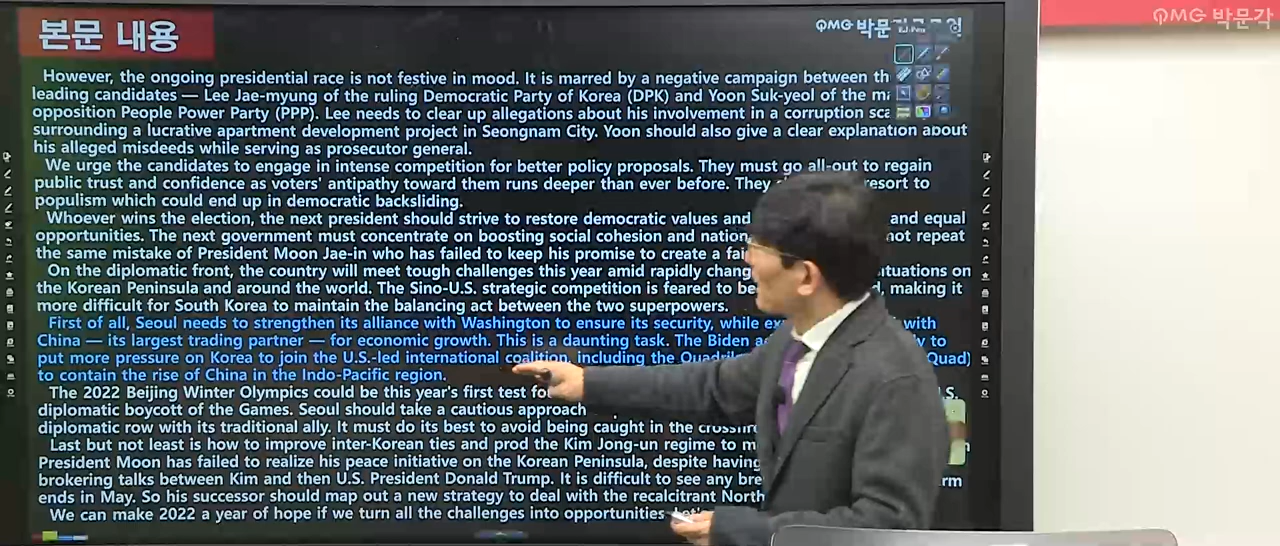 본문 내용
QMG 박문각
QMG 박문
However, the ongoing presidential race is not festive in mood. It is marred by a negative campaign between th
leading candidates — Lee Jae-myung of the ruling Democratic Party of Korea (DPK) and Yoon Suk-yeol of the ma
opposition People Power Party (PPP). Lee needs to clear up allegations about his involvement in a corruption sca
surrounding a lucrative apartment development project in Seongnam City. Yoon should also give a clear explanation about
his alleged misdeeds while serving as prosecutor general.
We urge the candidates to engage in intense competition for better policy proposals. They must go all-out to regain
public trust and confidence as voters' antipathy toward them runs deeper than ever before. They resort to
populism which could end up in democratic backsliding.
Whoever wins the election, the next president should strive to restore democratic values and and equal
opportunities. The next government must concentrate on boosting social cohesion and nation not repeat
the same mistake of President Moon Jae-in who has failed to keep his promise to create a fai
On the diplomatic front, the country will meet tough challenges this year amid rapidly chang ituations on
the Korean Peninsula and around the world. The Sino-U.S. strategic competition is feared to be d, making it
more difficult for South Korea to maintain the balancing act between the two superpowers.
First of all, Seoul needs to strengthen its alliance with Washington to ensure its security, while ex with
China — its largest trading partner — for economic growth. This is a daunting task. The Biden a y to
put more pressure on Korea to join the U.S.-led international coalition, including the Quadril Quad)
to contain the rise of China in the Indo-Pacific region.
The 2022 Beijing Winter Olympics could be this year's first test fo S.
diplomatic boycott of the Games. Seoul should take a cautious approach
diplomatic row with its traditional ally. It must do its best to avoid being caught in the crossfire
Last but not least is how to improve inter-Korean ties and prod the Kim Jong-un regime to m
President Moon has failed to realize his peace initiative on the Korean Peninsula, despite having
brokering talks between Kim and then U.S. President Donald Trump. It is difficult to see any bre rm
ends in May. So his successor should map out a new strategy to deal with the recalcitrant North
We can make 2022 a year of hope if we turn all the challenges into opportunities